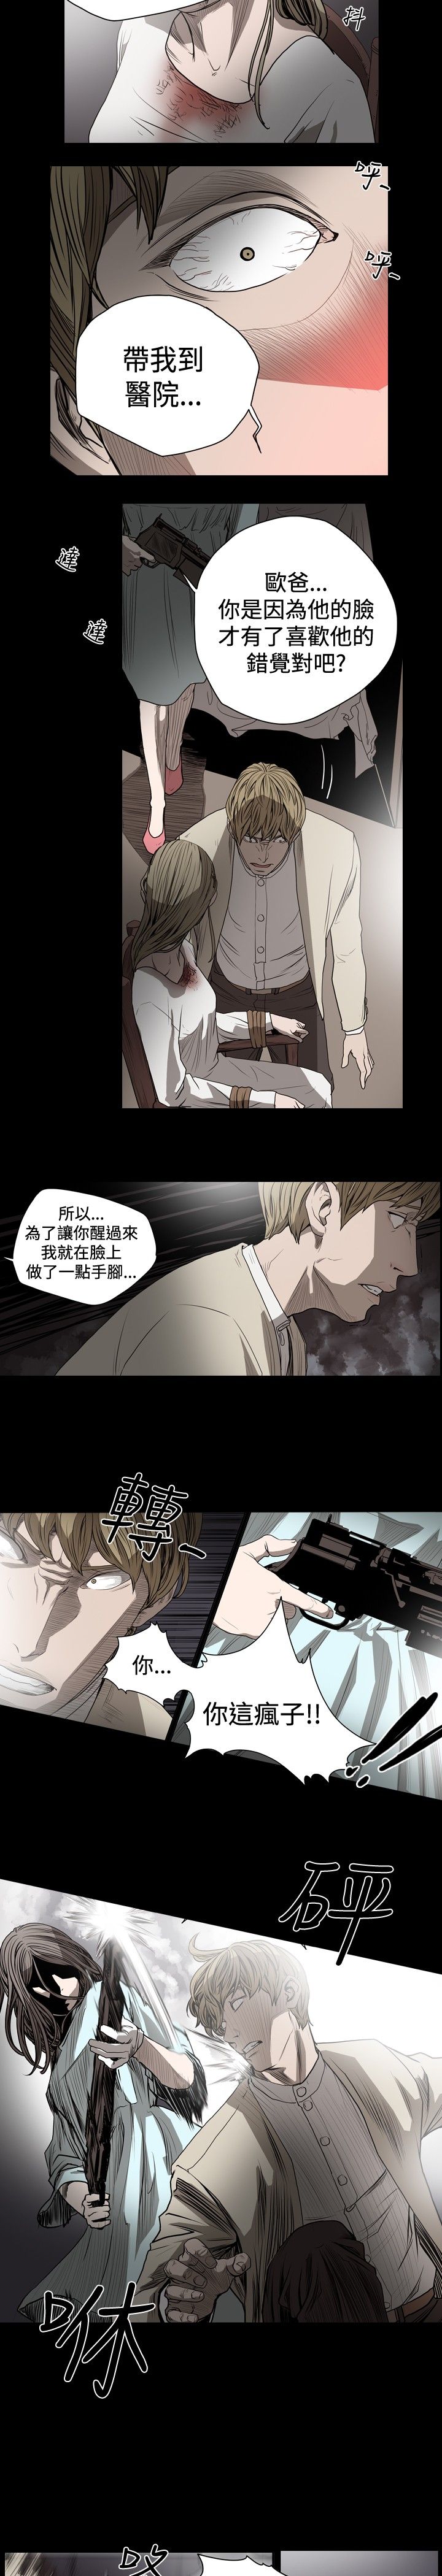 抖
呼~
呼~
帶我到
醫院...
達
達
歐爸...
你是因為他的臉
才有了喜歡他的
錯覺對吧?
所以...
為了讓你醒過來
我就在臉上
做了一點手腳...
轉~
你...
你這瘋子!!
砰
咻